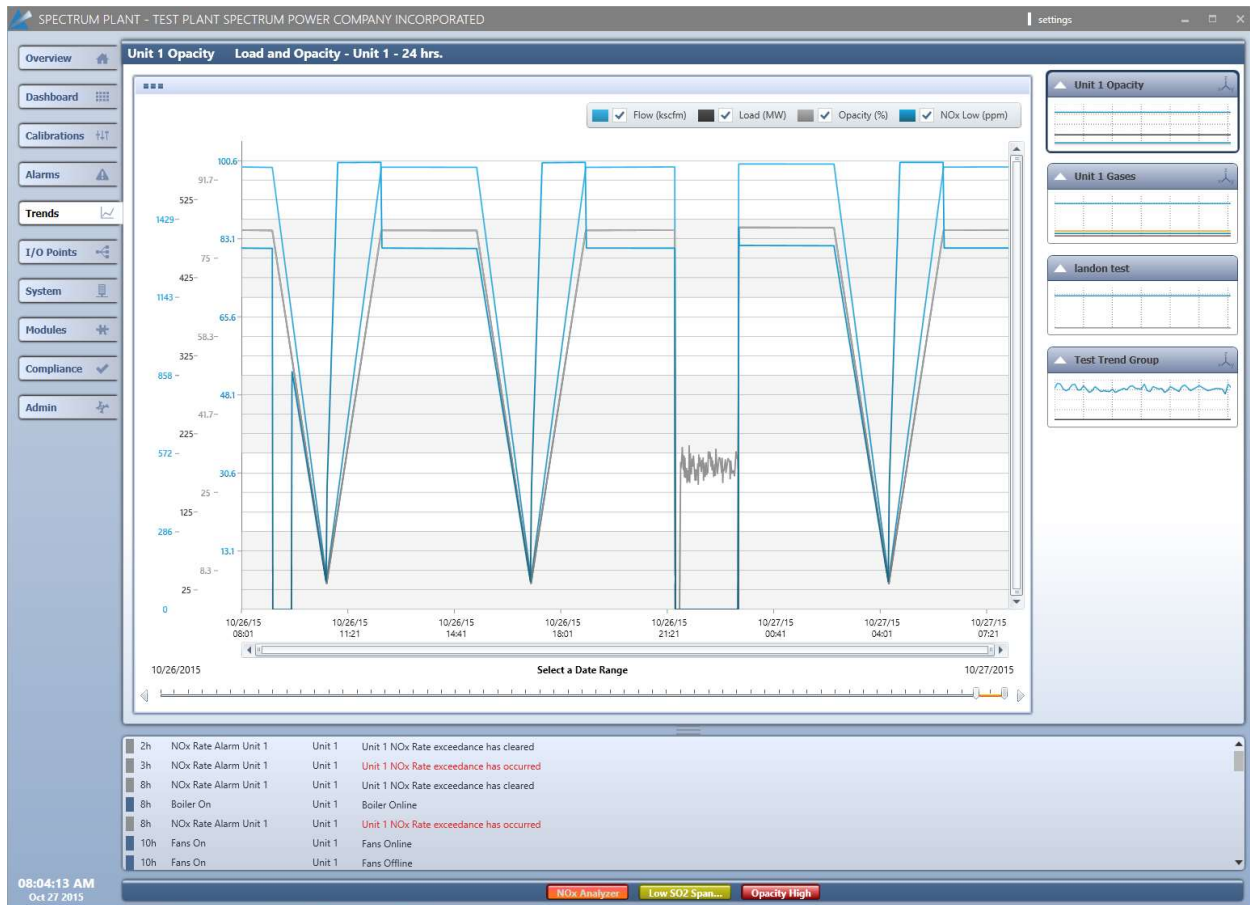 SPECTRUM PLANT - TEST PLANT SPECTRUM POWER COMPANY INCORPORATED
settings
Overview
Dashboard
Calibrations
Alarms
Trends
I/O Points
System
Modules
Compliance
Admin
Unit 1 Opacity Load and Opacity - Unit 1 - 24 hrs.
Flow (kscfm) Load (MW) Opacity (%) NOx Low (ppm)
100.6
91.7
525
1429
83.1
75
425
1143
65.6
58.3
325
858
48.1
41.7
225
572
30.6
25
125
286
13.1
8.3
25
0
10/26/15 10/26/15 10/26/15 10/26/15 10/26/15 10/27/15 10/27/15 10/27/15
08:01 11:21 14:41 18:01 21:21 00:41 04:01 07:21
10/26/2015 Select a Date Range 10/27/2015
Unit 1 Opacity
Unit 1 Gases
landon test
Test Trend Group
2h NOx Rate Alarm Unit 1 Unit 1 Unit 1 NOx Rate exceedance has cleared
3h NOx Rate Alarm Unit 1 Unit 1 Unit 1 NOx Rate exceedance has occurred
8h NOx Rate Alarm Unit 1 Unit 1 Unit 1 NOx Rate exceedance has cleared
8h Boiler On Unit 1 Boiler Online
8h NOx Rate Alarm Unit 1 Unit 1 Unit 1 NOx Rate exceedance has occurred
10h Fans On Unit 1 Fans Online
10h Fans On Unit 1 Fans Offline
08:04:13 AM
Oct 27 2015
NOx Analyzer Low SO2 Span... Opacity High